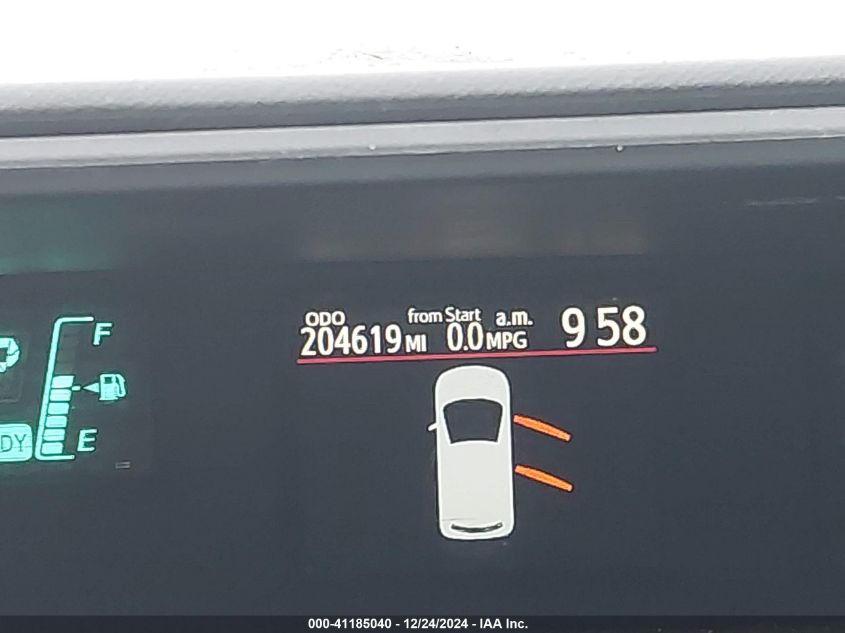 ODO from Start a.m. 9 58
204619 MI 0.0 MPG
F
E
DY
000-41185040 - 12/24/2024 - IAA Inc.